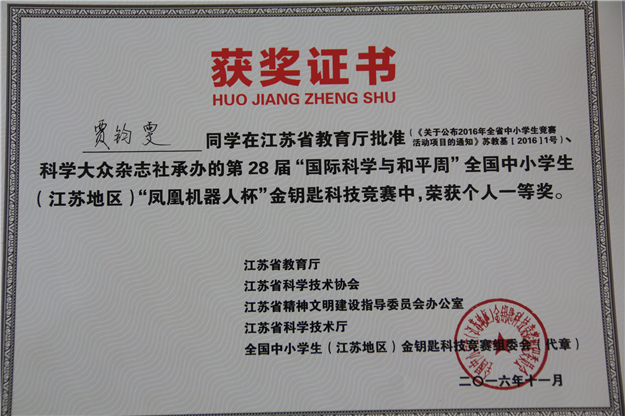 获奖证书
HUO JIANG ZHENG SHU
贾钧雯同学在江苏省教育厅批准(《关于公布2016年全省中小学生竞赛活动项目的通知》苏教基[2016]1号)、
科学大众杂志社承办的第28届“国际科学与和平周”全国中小学生
(江苏地区)“凤凰机器人杯”金钥匙科技竞赛中,荣获个人一等奖。
江苏省教育厅
江苏省科学技术协会
江苏省精神文明建设指导委员会办公室
江苏省科学技术厅
全国中小学生(江苏地区)金钥匙科技竞赛组委会(代章)
二〇一六年十一月